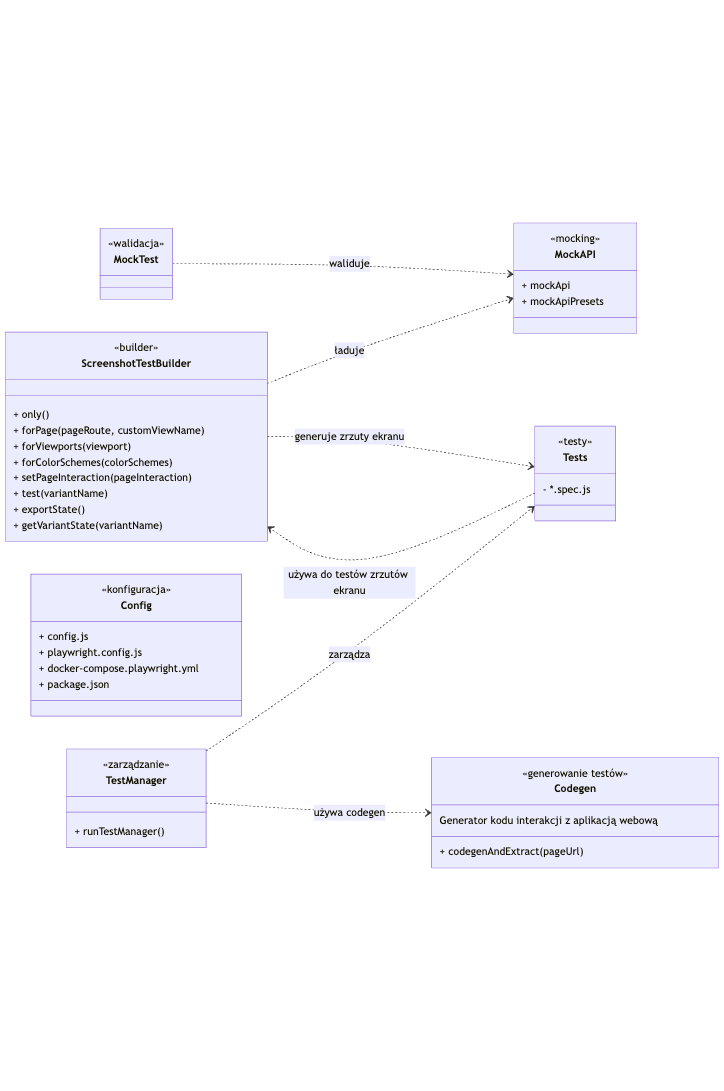 «walidacja»
MockTest
waliduje
«mocking»
MockAPI
+ mockApi
+ mockApiPresets
«builder»
ScreenshotTestBuilder
+ only()
+ forPage(pageRoute, customViewName)
+ forViewports(viewport)
+ forColorSchemes(colorSchemes)
+ setPageInteraction(pageInteraction)
+ test(variantName)
+ exportState()
+ getVariantState(variantName)
ładuje
generuje zrzuty ekranu
«testy»
Tests
- *.spec.js
używa do testów zrzutów
ekranu
«konfiguracja»
Config
+ config.js
+ playwright.config.js
+ docker-compose.playwright.yml
+ package.json
zarządza
«zarządzanie»
TestManager
+ runTestManager()
używa codegen
«generowanie testów»
Codegen
Generator kodu interakcji z aplikacją webową
+ codegenAndExtract(pageUrl)